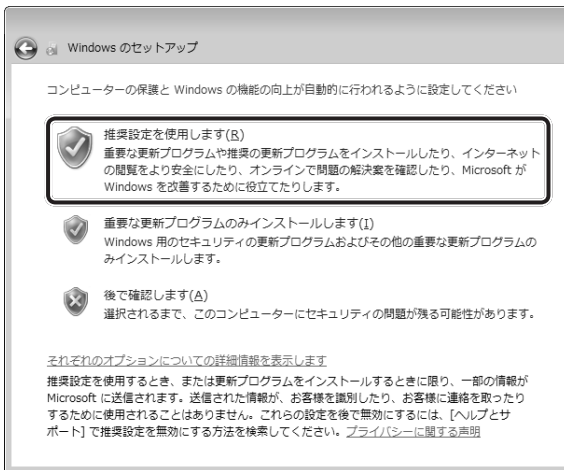 Windows のセットアップ
コンピューターの保護と Windows の機能の向上が自動的に行われるように設定してください
推奨設定を使用します(R)
重要な更新プログラムや推奨の更新プログラムをインストールしたり、インターネット
の閲覧をより安全にしたり、オンラインで問題の解決案を確認したり、Microsoft が
Windows を改善するために役立てたりします。
重要な更新プログラムのみインストールします(I)
Windows 用のセキュリティの更新プログラムおよびその他の重要な更新プログラムの
みインストールします。
後で確認します(A)
選択されるまで、このコンピューターにセキュリティの問題が残る可能性があります。
それぞれのオプションについての詳細情報を表示します
推奨設定を使用するとき、または更新プログラムをインストールするときに限り、一部の情報が
Microsoft に送信されます。送信された情報が、お客様を識別したり、お客様に連絡を取ったり
するために使用されることはありません。これらの設定を後で無効にするには、[ヘルプとサ
ポート] で推奨設定を無効にする方法を検索してください。プライバシーに関する声明